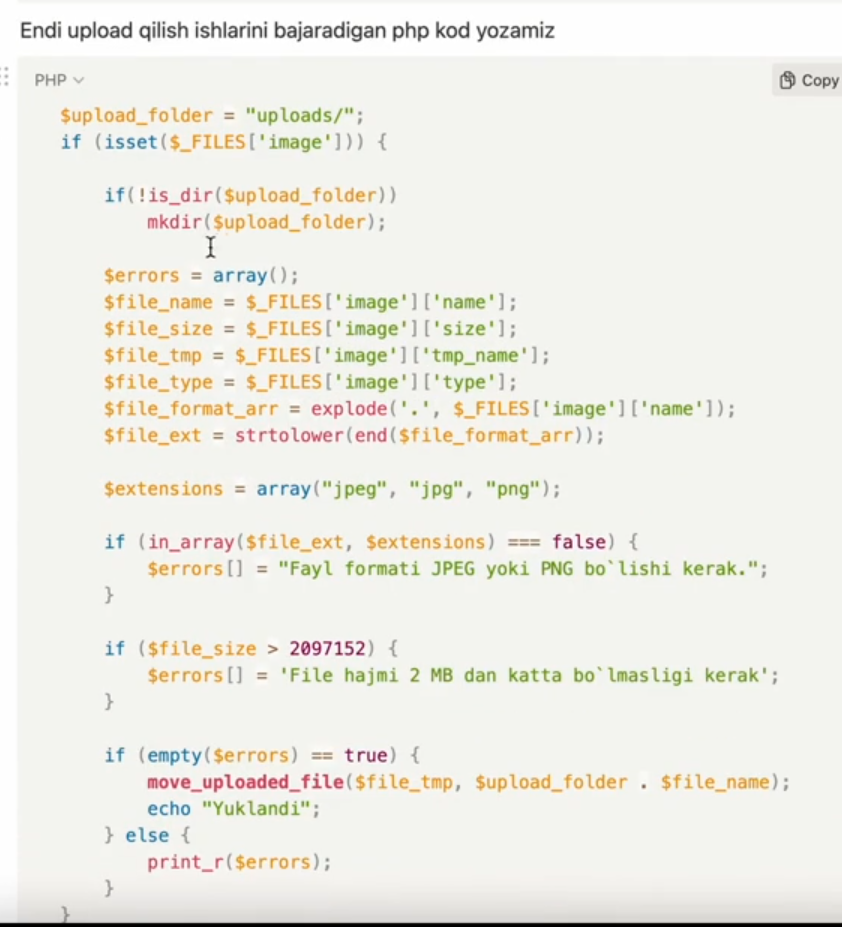 Endi upload qilish ishlarini bajaradigan php kod yozamiz
PHP
Copy
$upload_folder = "uploads/";
if (isset($_FILES['image'])) {
if(!is_dir($upload_folder))
mkdir($upload_folder);
$errors = array();
$file_name = $_FILES['image']['name'];
$file_size = $_FILES['image']['size'];
$file_tmp = $_FILES['image']['tmp_name'];
$file_type = $_FILES['image']['type'];
$file_format_arr = explode('.', $_FILES['image']['name']);
$file_ext = strtolower(end($file_format_arr));
$extensions = array("jpeg", "jpg", "png");
if (in_array($file_ext, $extensions) === false) {
$errors[] = "Fayl formati JPEG yoki PNG bo`lishi kerak.";
}
if ($file_size > 2097152) {
$errors[] = 'File hajmi 2 MB dan katta bo`lmasligi kerak';
}
if (empty($errors) == true) {
move_uploaded_file($file_tmp, $upload_folder . $file_name);
echo "Yuklandi";
} else {
print_r($errors);
}
}